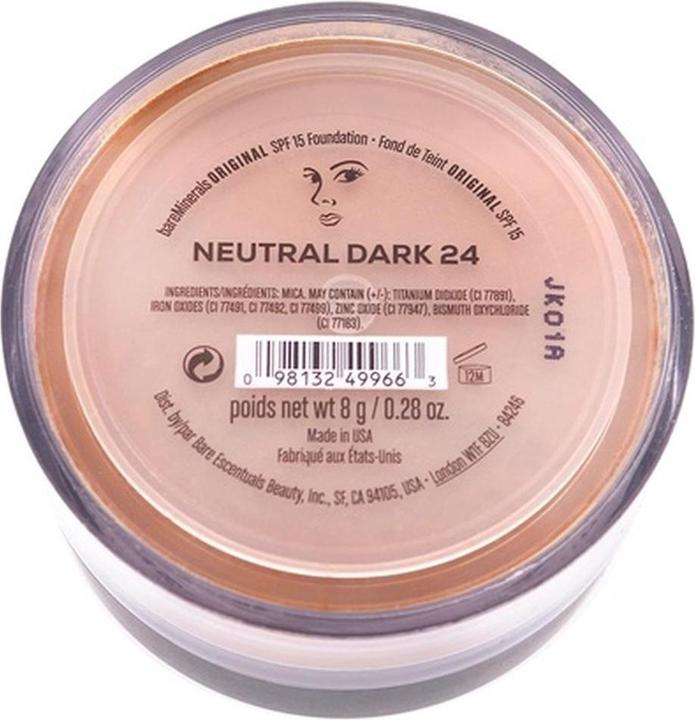 bareMinerals ORIGINAL SPF 15 Foundation • Fond de Teint ORIGINAL SPF 15
NEUTRAL DARK 24
INGREDIENTS/INGRÉDIENTS: MICA. MAY CONTAIN (+/-): TITANIUM DIOXIDE (CI 77891),
IRON OXIDES (CI 77491, CI 77492, CI 77499), ZINC OXIDE (CI 77947), BISMUTH OXYCHLORIDE
(CI 77163).
JK01A
0 98132 49966 3
12M
poids net wt 8 g / 0.28 oz.
Made in USA
Fabriqué aux États-Unis
Dist. by/par Bare Escentuals Beauty, Inc., SF, CA 94105, USA • London W1F 8ZU • 84246